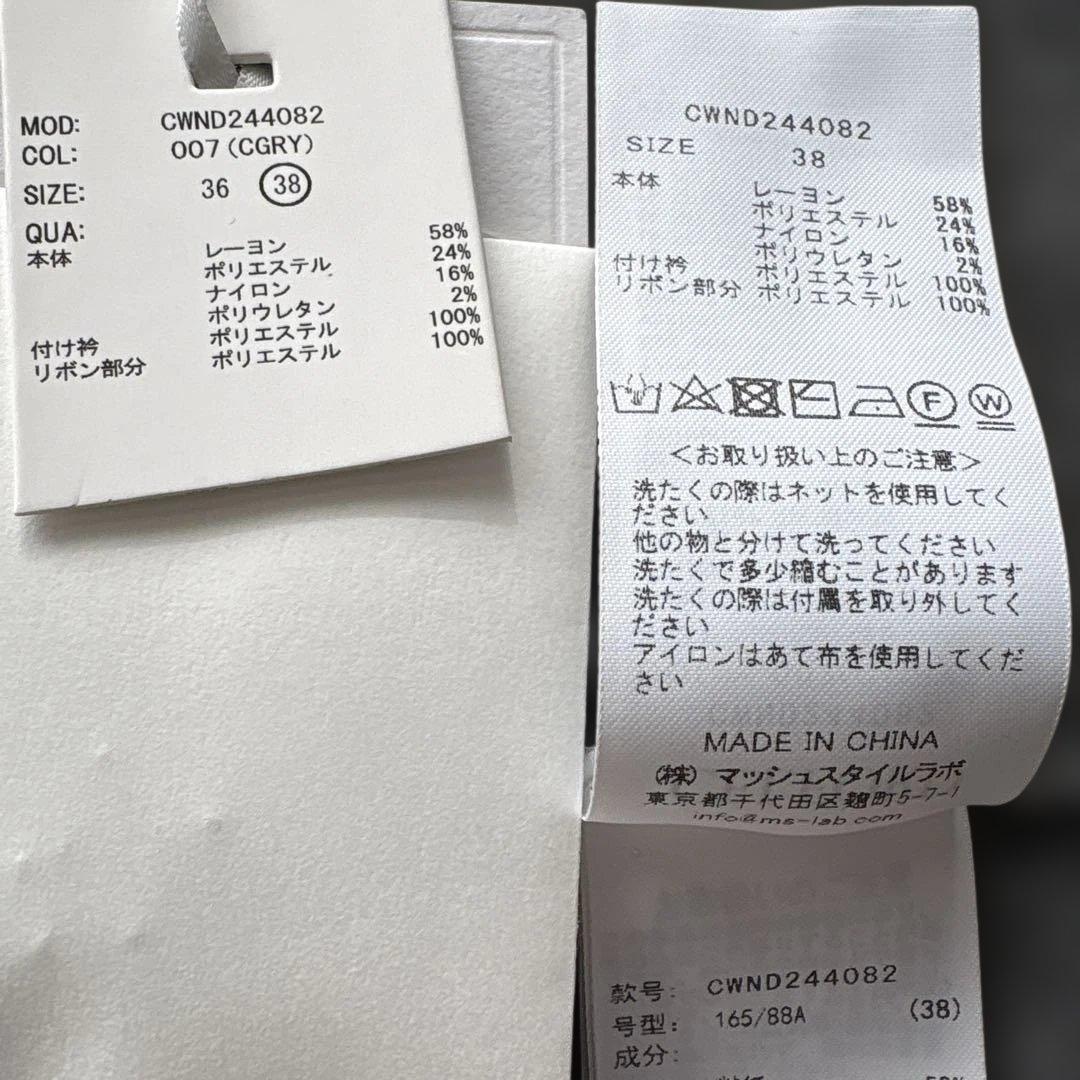 MOD: CWND244082
COL: 007(CGRY)
SIZE: 36 38
QUA:
本体 レーヨン 58%
ポリエステル 24%
ナイロン 16%
ポリウレタン 2%
付け衿 ポリエステル 100%
リボン部分 ポリエステル 100%
CWND244082
SIZE 38
本体 レーヨン 58%
ポリエステル 24%
ナイロン 16%
ポリウレタン 2%
付け衿 ポリエステル 100%
リボン部分 ポリエステル 100%
F W
<お取り扱い上のご注意>
洗たくの際はネットを使用してく
ださい
他の物と分けて洗ってください
洗たくで多少縮むことがあります
洗たくの際は付属を取り外してく
ださい
アイロンはあて布を使用してくだ
さい
MADE IN CHINA
(株) マッシュスタイルラボ
東京都千代田区麹町5-7-1
info@ms-lab.com
款号: CWND244082
号型: 165/88A (38)
成分: